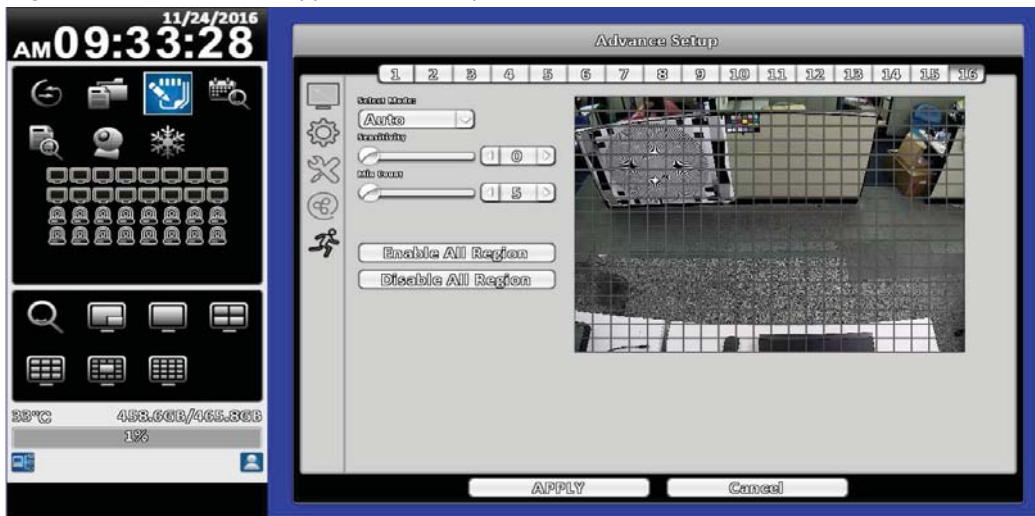 11/24/2016
AM 09:33:28
33°C 458.6GB/465.8GB
1%
Advance Setup
1 2 3 4 5 6 7 8 9 10 11 12 13 14 15 16
Select Mode:
Auto
Sensitivity
0
Min Count
5
Enable All Region
Disable All Region
APPLY Cancel